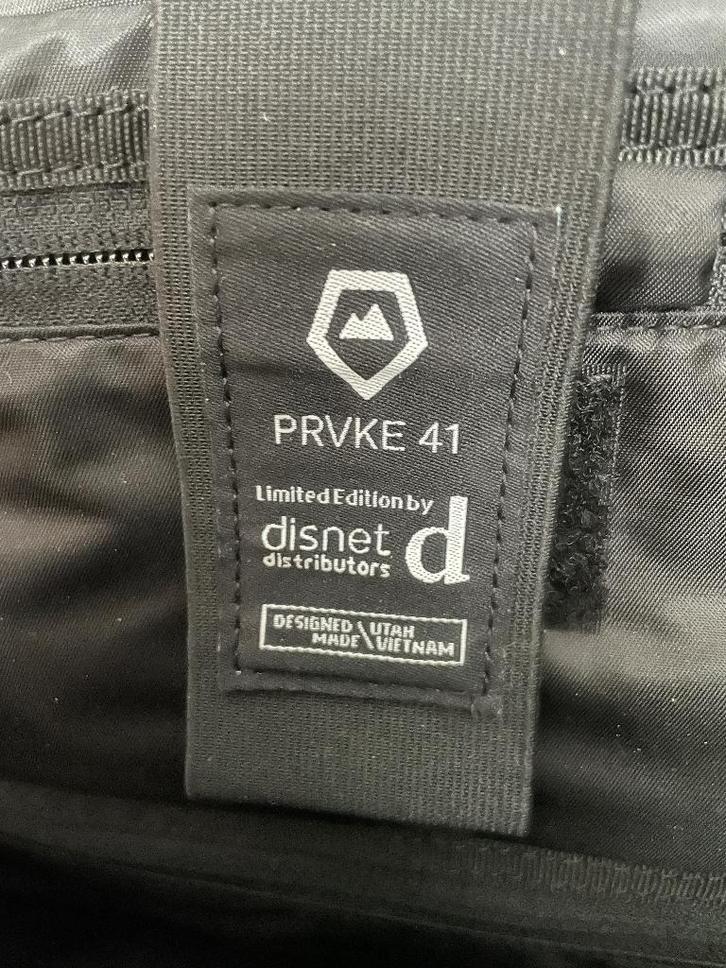 PRVKE 41
Limited Edition by
disnet d
distributors
DESIGNED \ UTAH
MADE \ VIETNAM